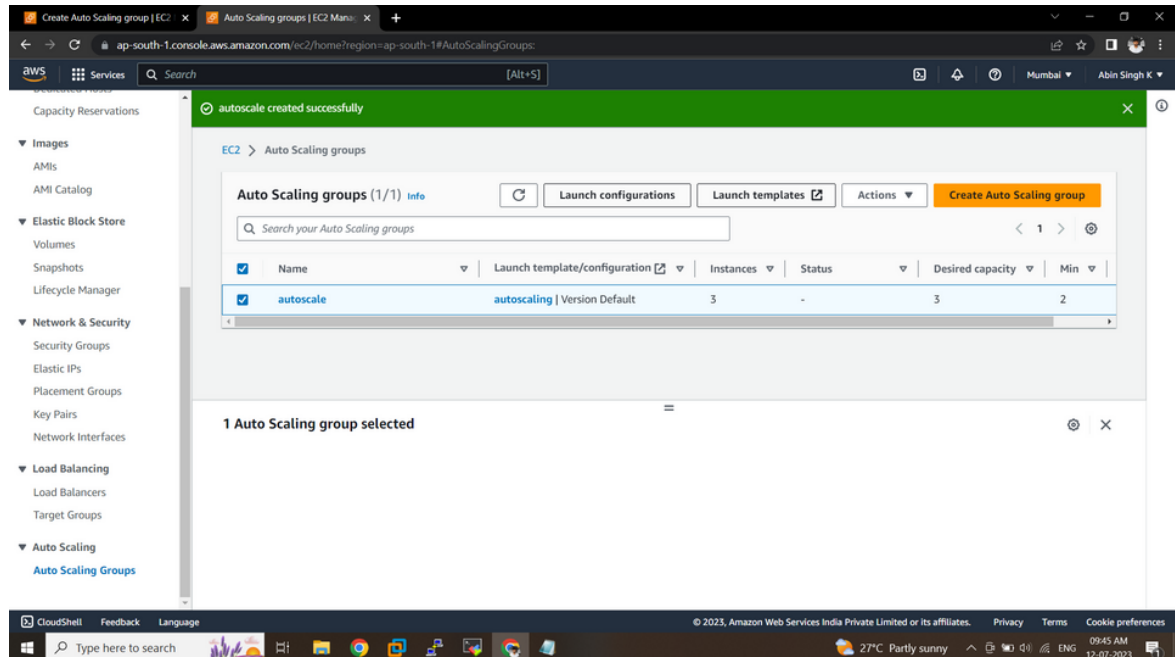 Create Auto Scaling group | EC2
Auto Scaling groups | EC2 Manag
ap-south-1.console.aws.amazon.com/ec2/home?region=ap-south-1#AutoScalingGroups:
aws
Services
Search
[Alt+S]
Mumbai
Abin Singh K
Dedicated Hosts
Capacity Reservations
Images
AMIs
AMI Catalog
Elastic Block Store
Volumes
Snapshots
Lifecycle Manager
Network & Security
Security Groups
Elastic IPs
Placement Groups
Key Pairs
Network Interfaces
Load Balancing
Load Balancers
Target Groups
Auto Scaling
Auto Scaling Groups
autoscale created successfully
EC2 > Auto Scaling groups
Auto Scaling groups (1/1) Info
Launch configurations
Launch templates
Actions
Create Auto Scaling group
Search your Auto Scaling groups
< 1 >
Name Launch template/configuration Instances Status Desired capacity Min
autoscale autoscaling | Version Default 3 - 3 2
1 Auto Scaling group selected
CloudShell Feedback Language
© 2023, Amazon Web Services India Private Limited or its affiliates. Privacy Terms Cookie preferences
Type here to search
27°C Partly sunny
ENG
09:45 AM
12-07-2023